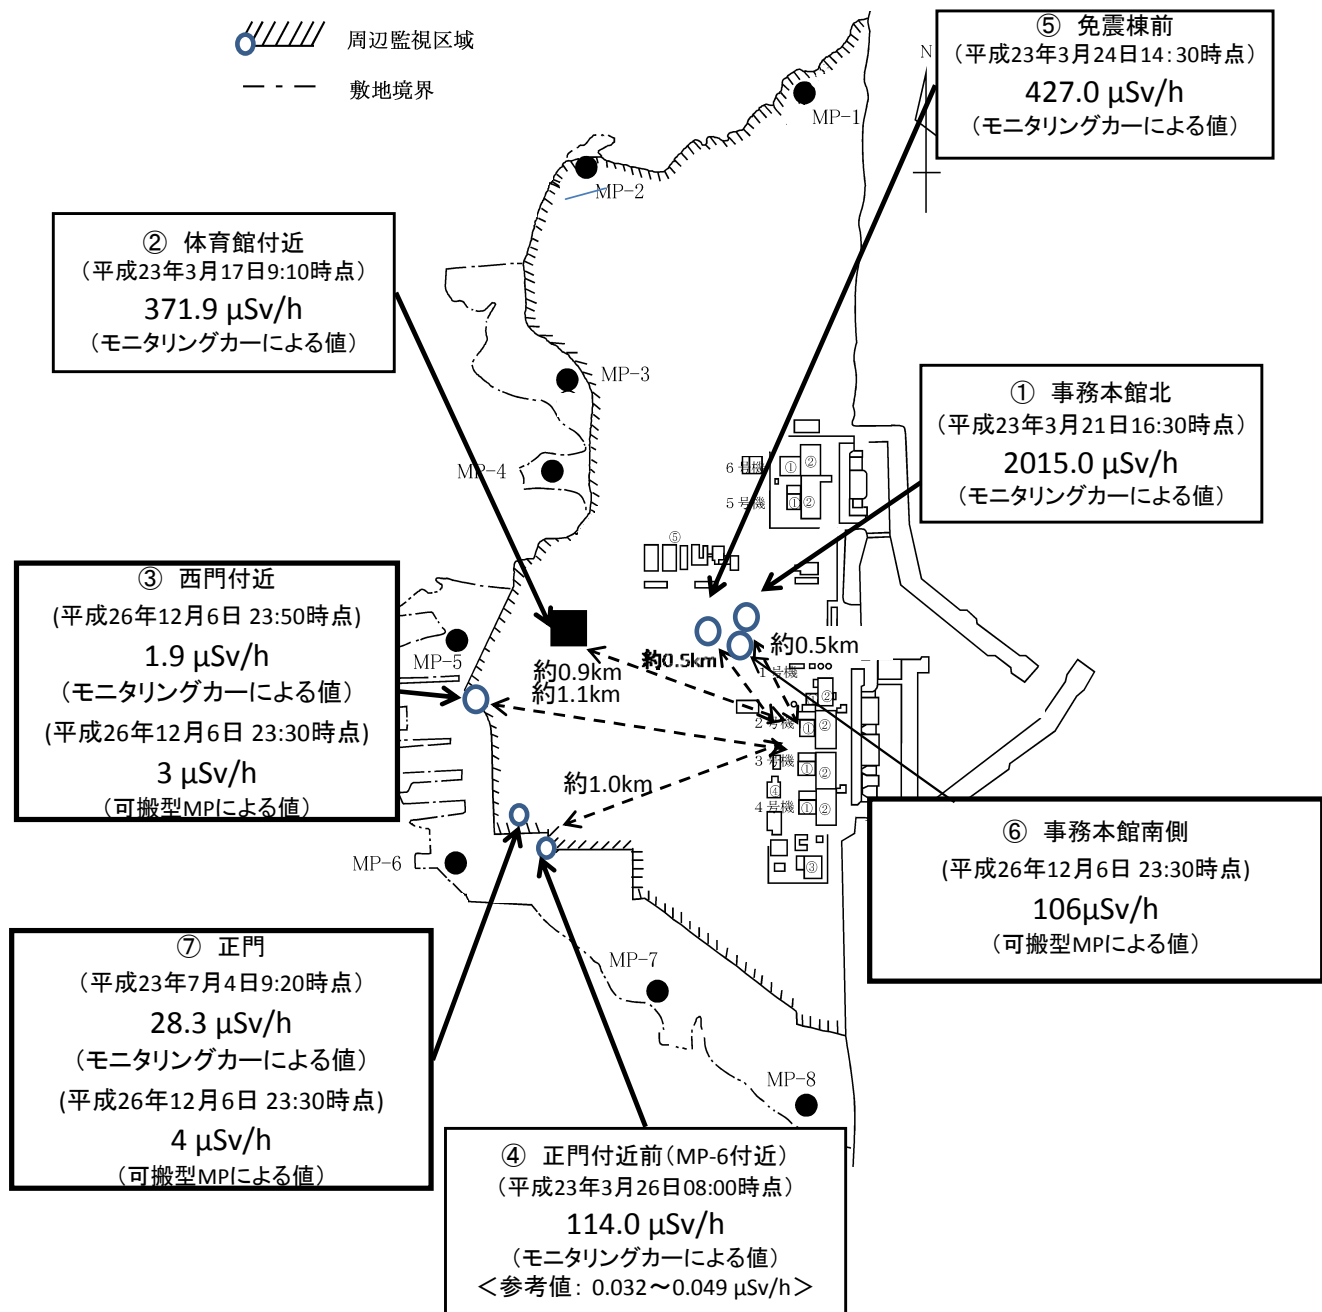 周辺監視区域
敷地境界
⑤ 免震棟前
(平成23年3月24日14:30時点)
427.0 μSv/h
(モニタリングカーによる値)
N
MP-1
MP-2
② 体育館付近
(平成23年3月17日9:10時点)
371.9 μSv/h
(モニタリングカーによる値)
MP-3
① 事務本館北
(平成23年3月21日16:30時点)
2015.0 μSv/h
(モニタリングカーによる値)
MP-4
6号機
① ②
5号機
① ②
⑤
③ 西門付近
(平成26年12月6日 23:50時点)
1.9 μSv/h
(モニタリングカーによる値)
(平成26年12月6日 23:30時点)
3 μSv/h
(可搬型MPによる値)
MP-5
約0.9km
約1.1km
約0.5km
約0.5km
1号機
②
2号機
① ②
3号機
① ②
約1.0km
④
4号機
① ②
③
⑥ 事務本館南側
(平成26年12月6日 23:30時点)
106μSv/h
(可搬型MPによる値)
MP-6
⑦ 正門
(平成23年7月4日9:20時点)
28.3 μSv/h
(モニタリングカーによる値)
(平成26年12月6日 23:30時点)
4 μSv/h
(可搬型MPによる値)
MP-7
MP-8
④ 正門付近前(MP-6付近)
(平成23年3月26日08:00時点)
114.0 μSv/h
(モニタリングカーによる値)
<参考値: 0.032~0.049 μSv/h>